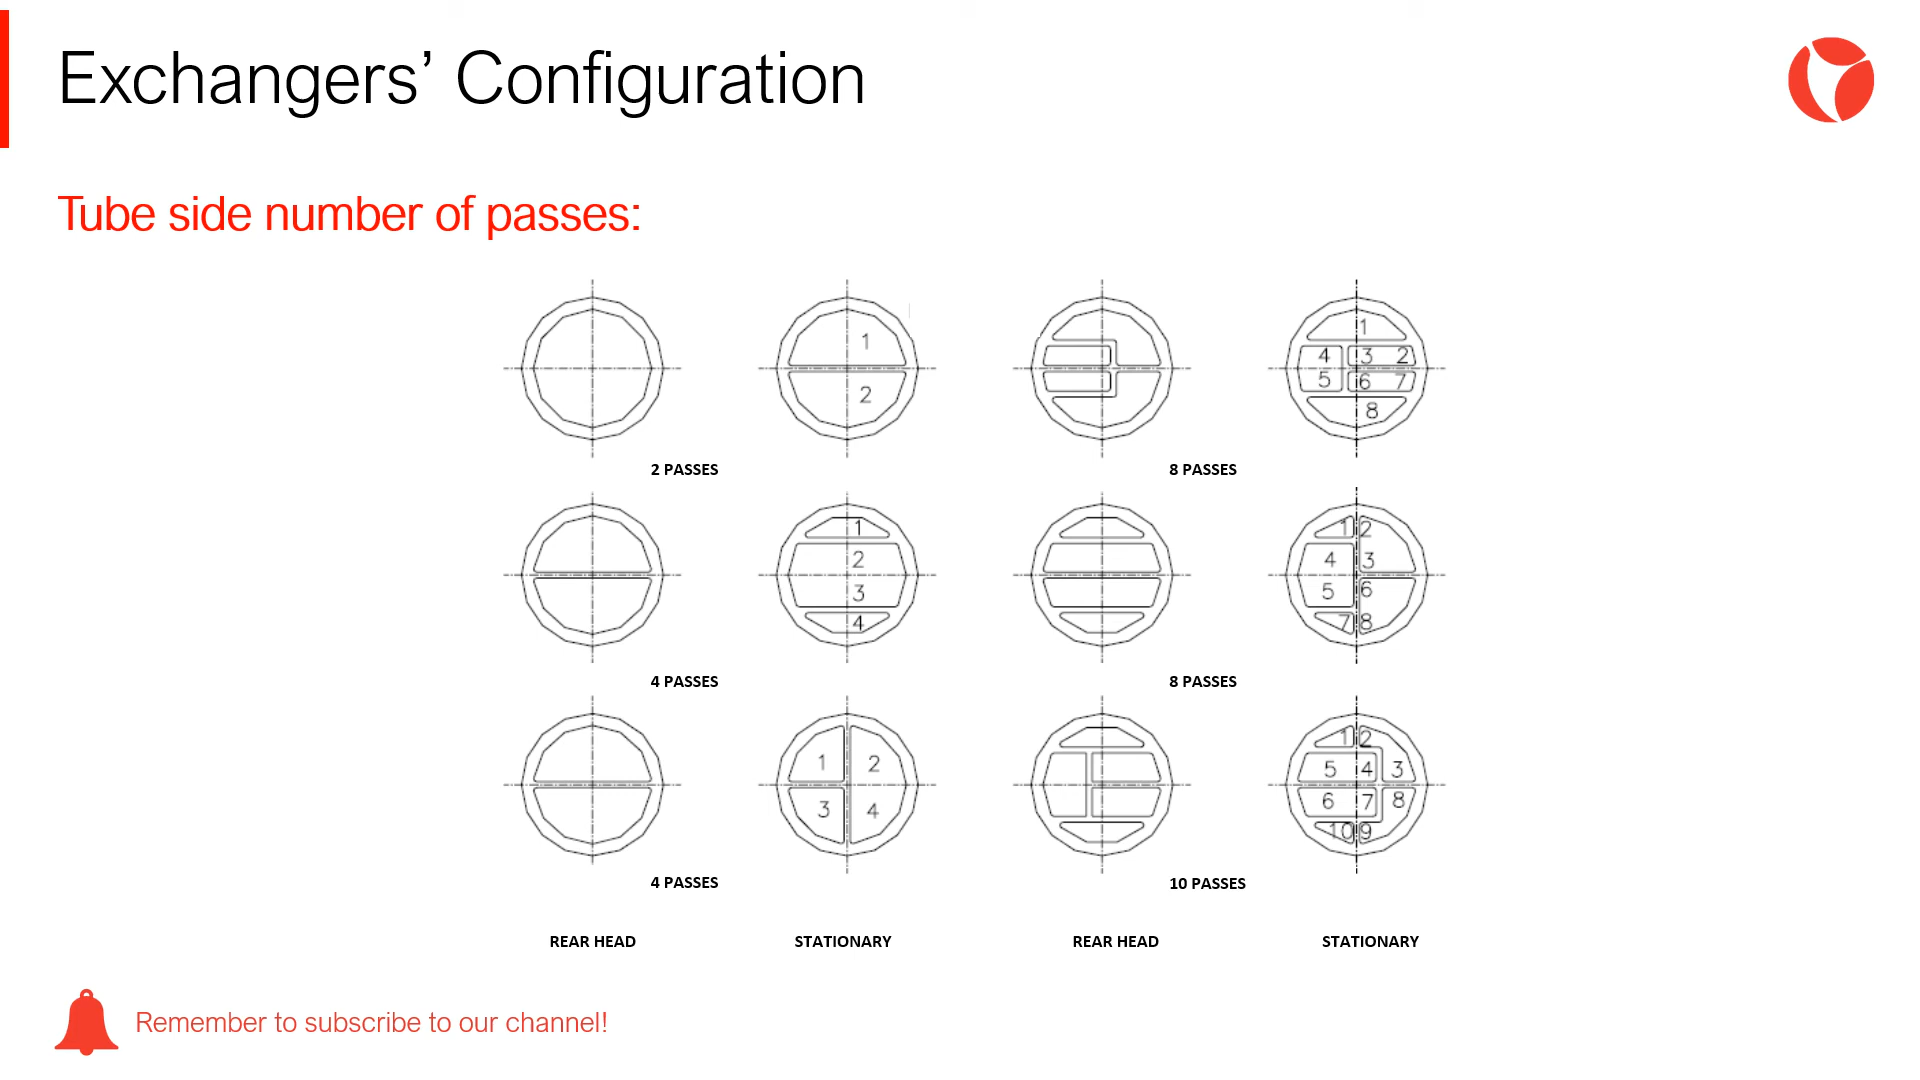 Exchangers’ Configuration
Tube side number of passes:
1
2
2 PASSES
1
4 3 2
5 6 7
8
8 PASSES
1
2
3
4
4 PASSES
1 2
4 3
5 6
7 8
8 PASSES
1 2
3 4
4 PASSES
1 2
5 4 3
6 7 8
10 9
10 PASSES
REAR HEAD STATIONARY REAR HEAD STATIONARY
Remember to subscribe to our channel!